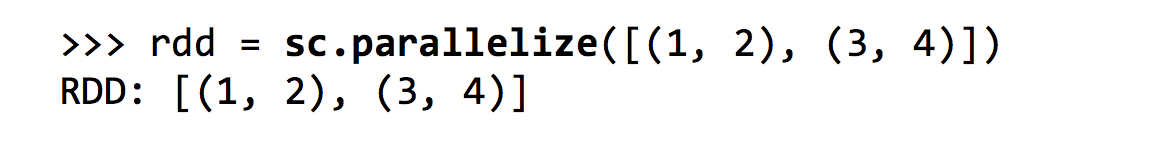 >>> rdd = sc.parallelize([(1, 2), (3, 4)])
RDD: [(1, 2), (3, 4)]